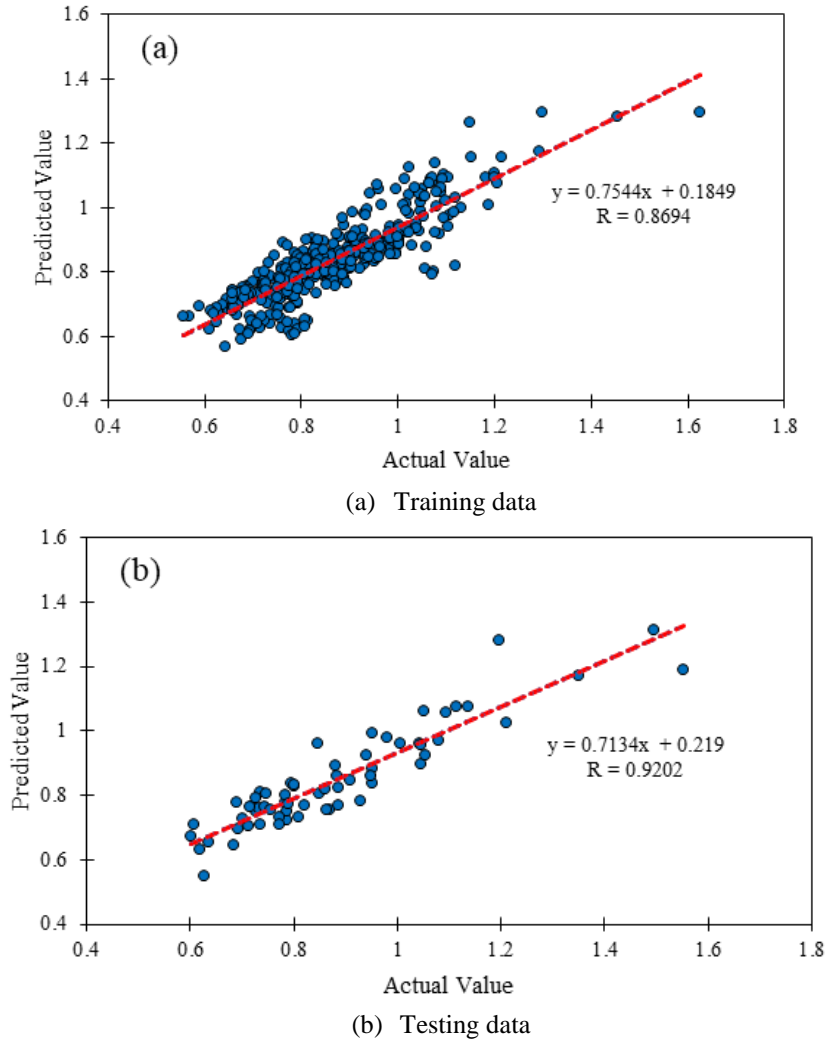 (a)
1.6
1.4
1.2
1
0.8
0.6
0.4
Predicted Value
y = 0.7544x + 0.1849
R = 0.8694
0.4 0.6 0.8 1 1.2 1.4 1.6 1.8
Actual Value
(a) Training data
(b)
1.6
1.4
1.2
1
0.8
0.6
0.4
Predicted Value
y = 0.7134x + 0.219
R = 0.9202
0.4 0.6 0.8 1 1.2 1.4 1.6 1.8
Actual Value
(b) Testing data